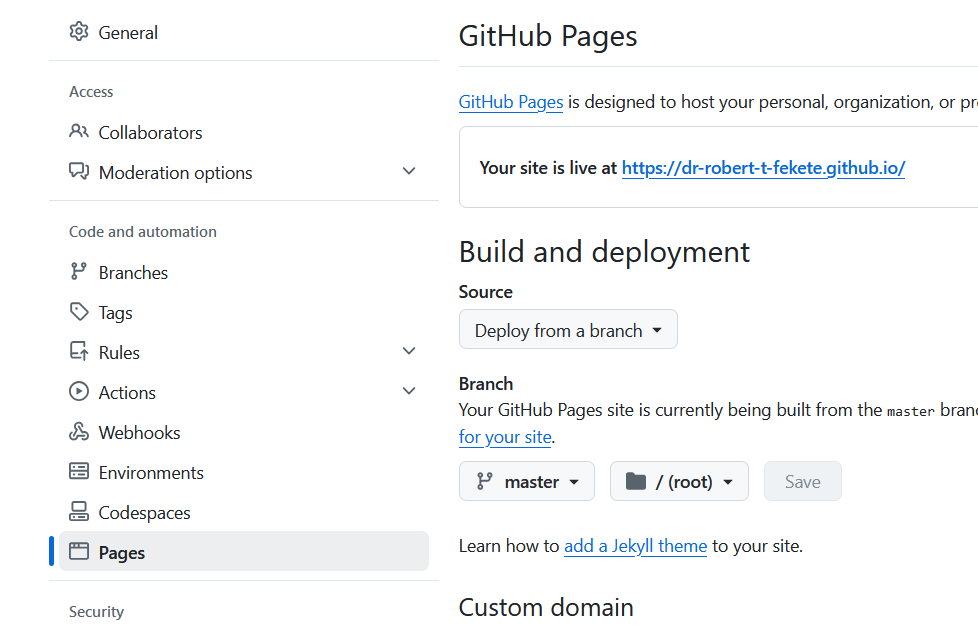 General
Access
Collaborators
Moderation options
Code and automation
Branches
Tags
Rules
Actions
Webhooks
Environments
Codespaces
Pages
Security
GitHub Pages
GitHub Pages is designed to host your personal, organization, or
Your site is live at https://dr-robert-t-fekete.github.io/
Build and deployment
Source
Deploy from a branch
Branch
Your GitHub Pages site is currently being built from the master
for your site.
master
/ (root)
Save
Learn how to add a Jekyll theme to your site.
Custom domain